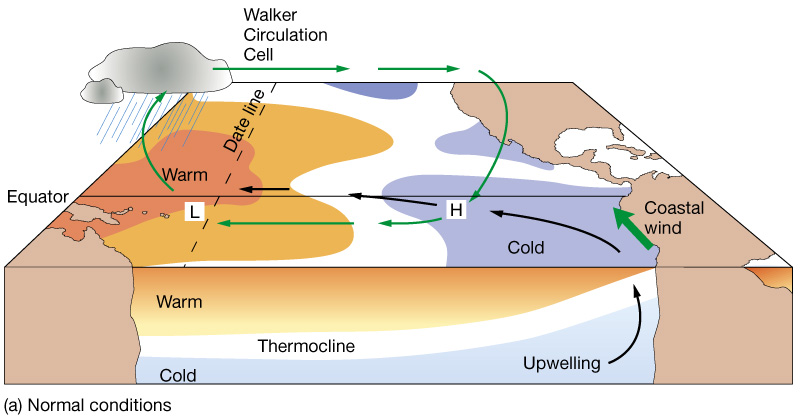 Walker
Circulation
Cell
Date line
Warm
Equator
L
H
Coastal
wind
Cold
Warm
Thermocline
Upwelling
Cold
(a) Normal conditions